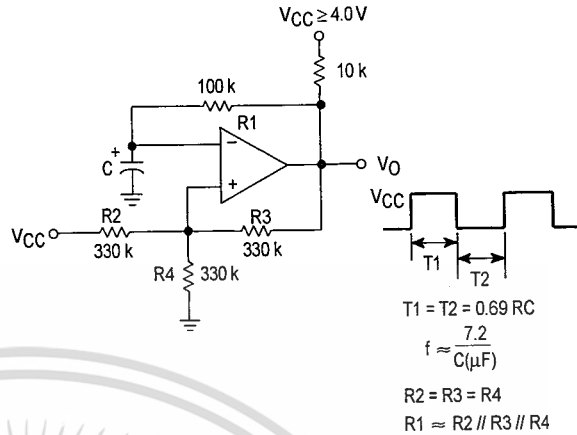 VCC ≥ 4.0 V
10 k
100 k
R1
−
+
C
+
VO
VCC
R2
330 k
R3
330 k
R4
330 k
VCC
T1
T2
T1 = T2 = 0.69 RC
f ≈ 7.2
C(μF)
R2 = R3 = R4
R1 ≈ R2 // R3 // R4